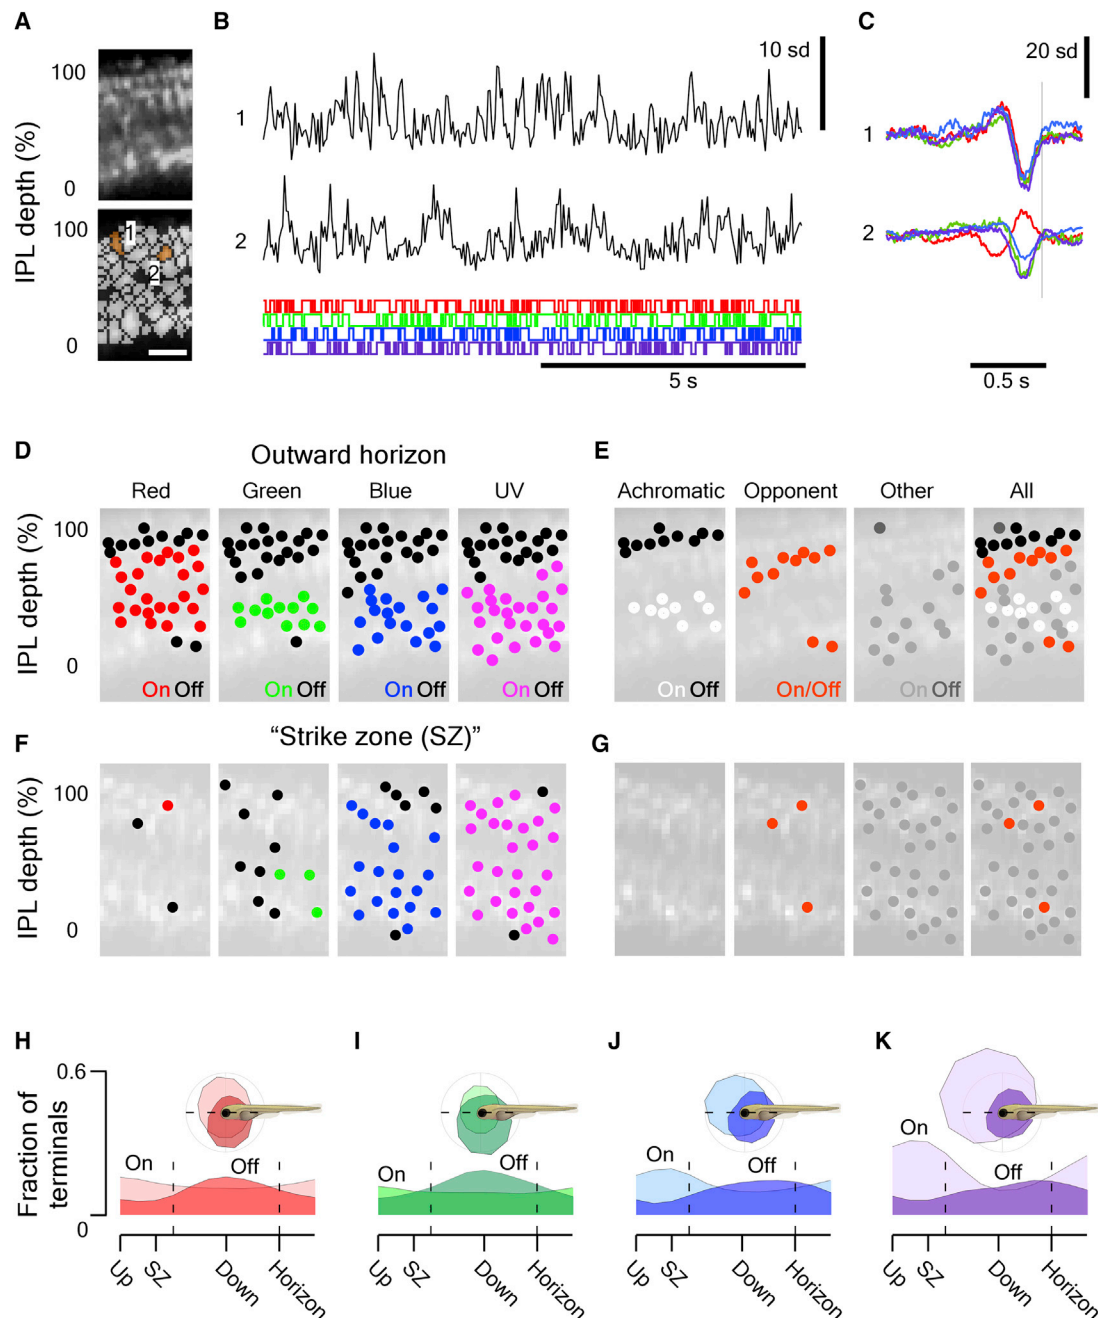 A
B
C
IPL depth (%)
100
0
100
0
1
2
1
2
10 sd
5 s
20 sd
1
2
0.5 s
D
Outward horizon
E
Red
Green
Blue
UV
Achromatic
Opponent
Other
All
IPL depth (%)
100
0
On Off
On Off
On Off
On Off
On Off
On/Off
On Off
F
“Strike zone (SZ)”
G
IPL depth (%)
100
0
H
I
J
K
Fraction of
terminals
0.6
0
On
Off
On
Off
On
Off
On
Off
Up
SZ
Down
Horizon
Up
SZ
Down
Horizon
Up
SZ
Down
Horizon
Up
SZ
Down
Horizon